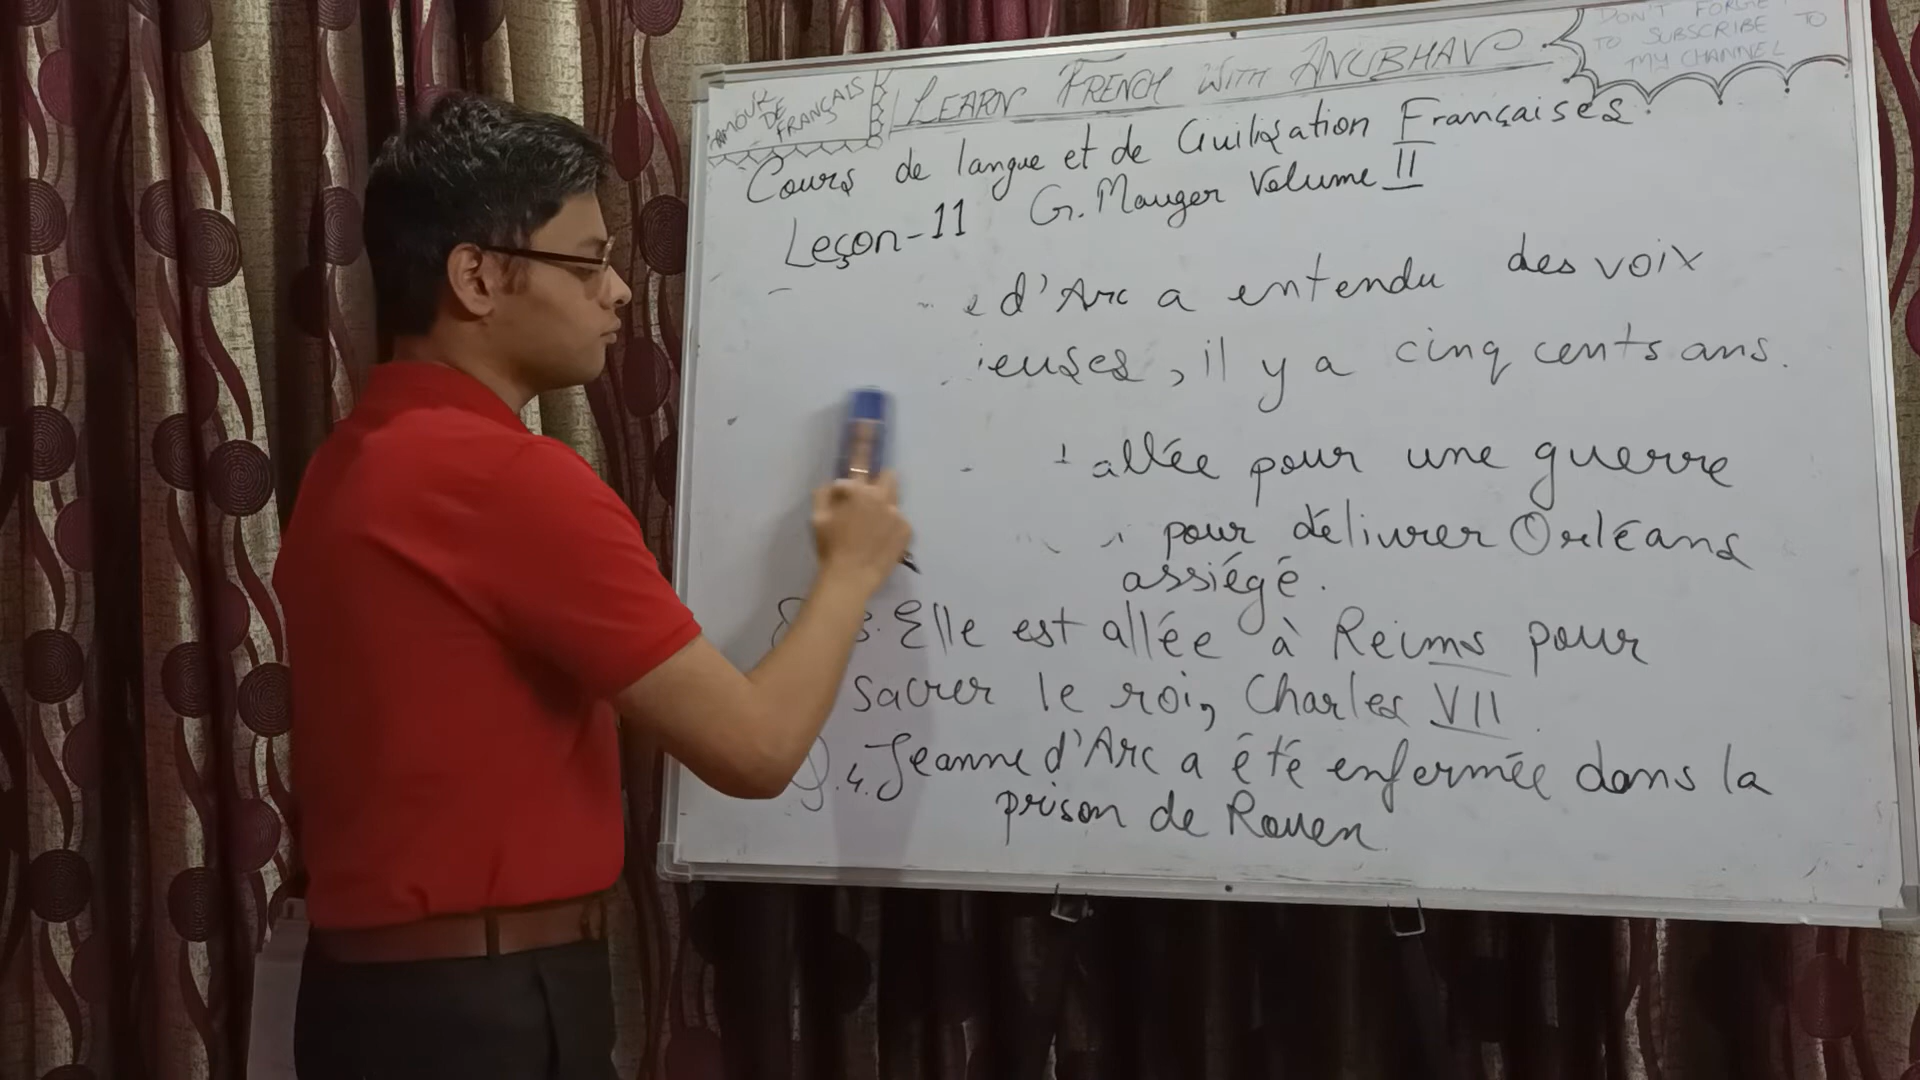 AMOUR
DE
FRANÇAIS
LEARN FRENCH WITH ANUBHAV
DON'T FORGET
TO SUBSCRIBE TO
MY CHANNEL
Cours de langue et de Civilisation Françaises.
Leçon-11 G. Mauger Volume II
d'Arc a entendu des voix
ieuses, il y a cinq cents ans.
allée pour une guerre
pour délivrer Orléans
assiégé.
3. Elle est allée à Reims pour
sacrer le roi, Charles VII
4. Jeanne d'Arc a été enfermée dans la
prison de Rouen